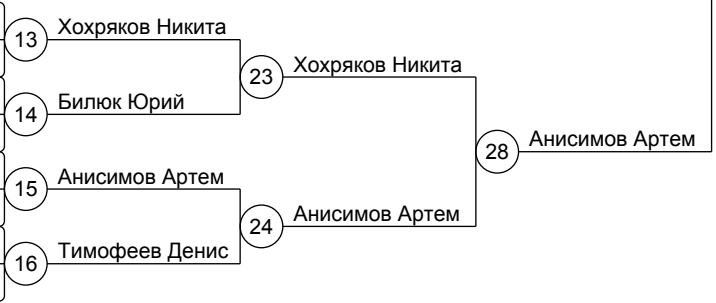 13 Хохряков Никита
23 Хохряков Никита
14 Билюк Юрий
28 Анисимов Артем
15 Анисимов Артем
24 Анисимов Артем
16 Тимофеев Денис